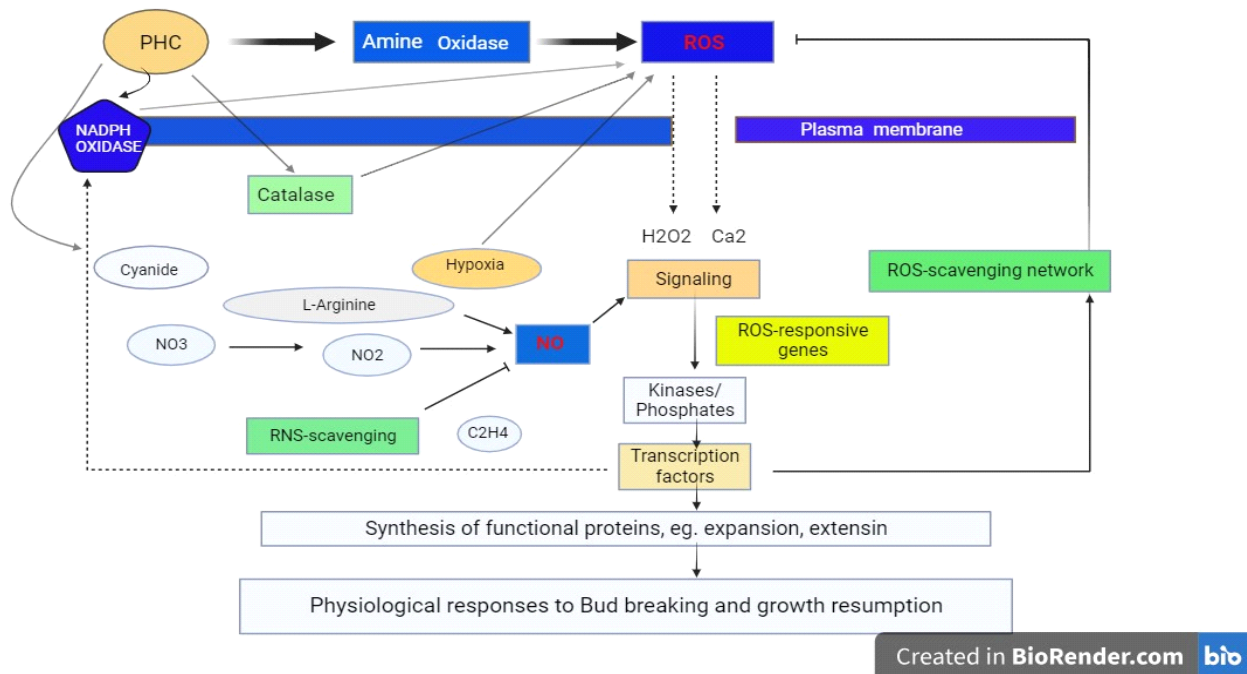 PHC
Amine Oxidase
ROS
NADPH
OXIDASE
Plasma membrane
Catalase
H2O2
Ca2
Cyanide
Hypoxia
Signaling
ROS-scavenging network
L-Arginine
NO3
NO2
NO
ROS-responsive
genes
Kinases/
Phosphates
RNS-scavenging
C2H4
Transcription
factors
Synthesis of functional proteins, eg. expansion, extensin
Physiological responses to Bud breaking and growth resumption
Created in BioRender.com bio